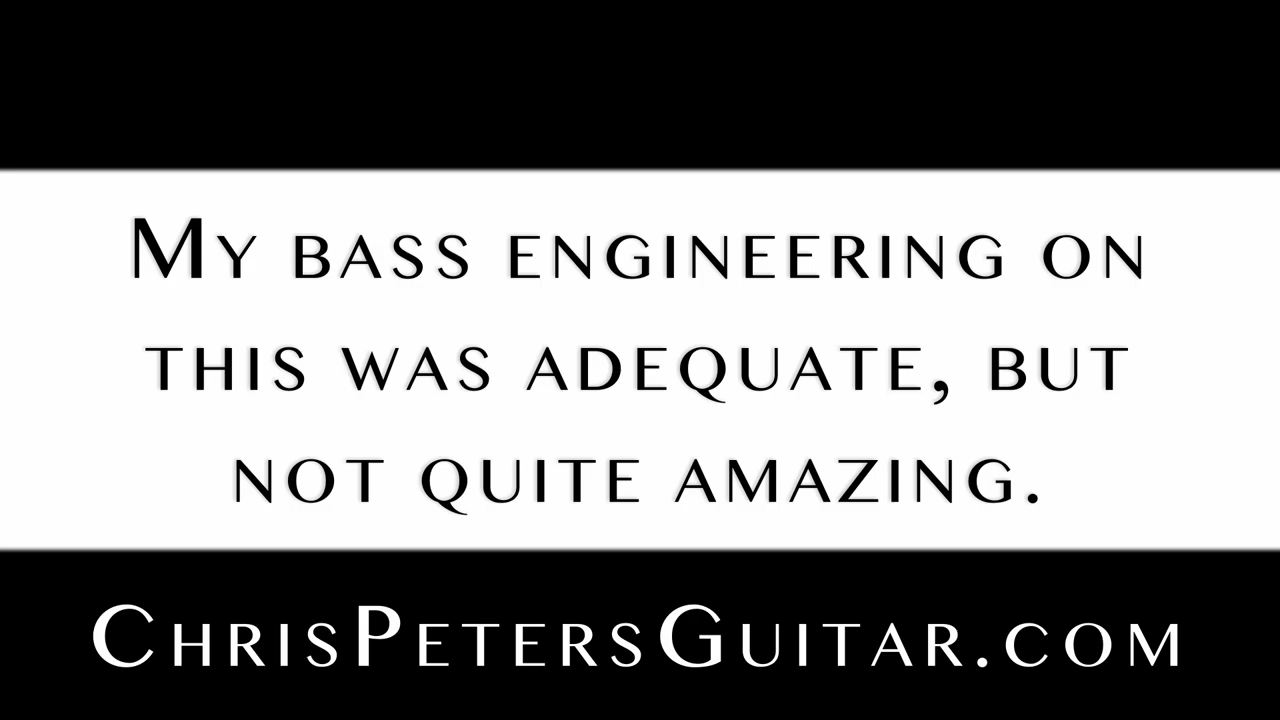 My bass engineering on
this was adequate, but
not quite amazing.
ChrisPetersGuitar.com